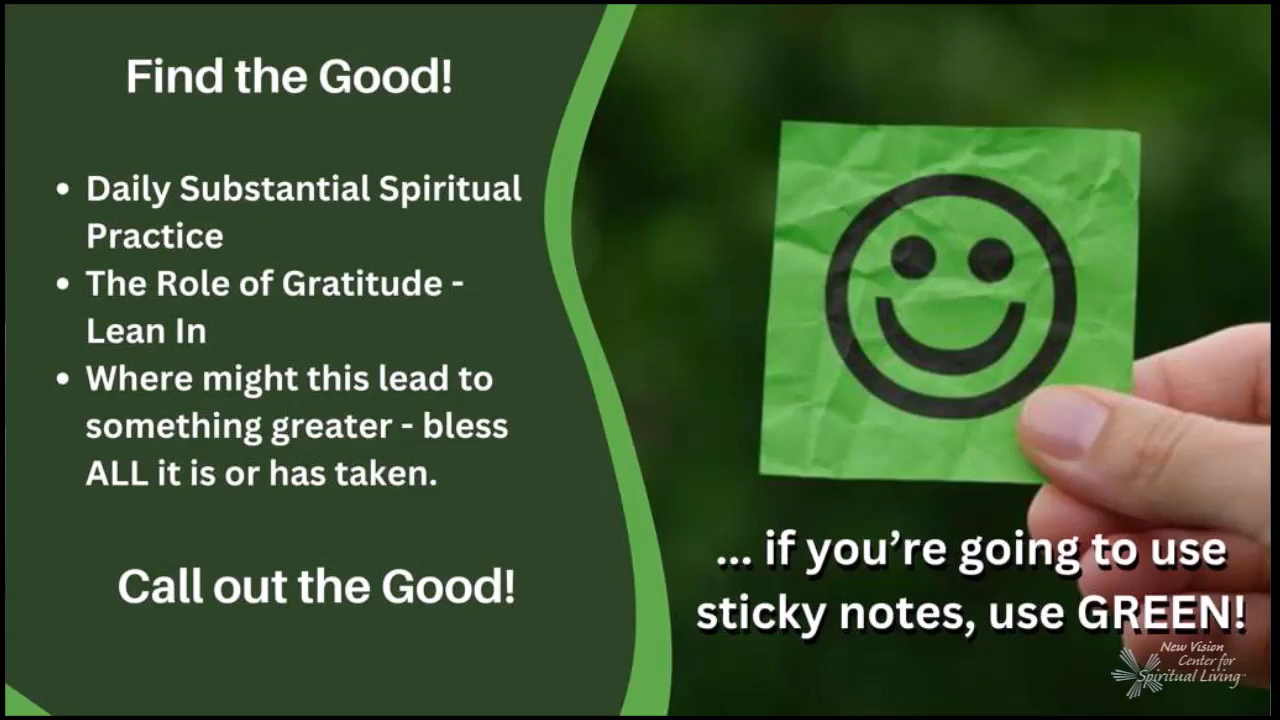 Find the Good!
• Daily Substantial Spiritual
Practice
• The Role of Gratitude -
Lean In
• Where might this lead to
something greater - bless
ALL it is or has taken.
Call out the Good!
... if you’re going to use
sticky notes, use GREEN!
New Vision
Center for
Spiritual Living